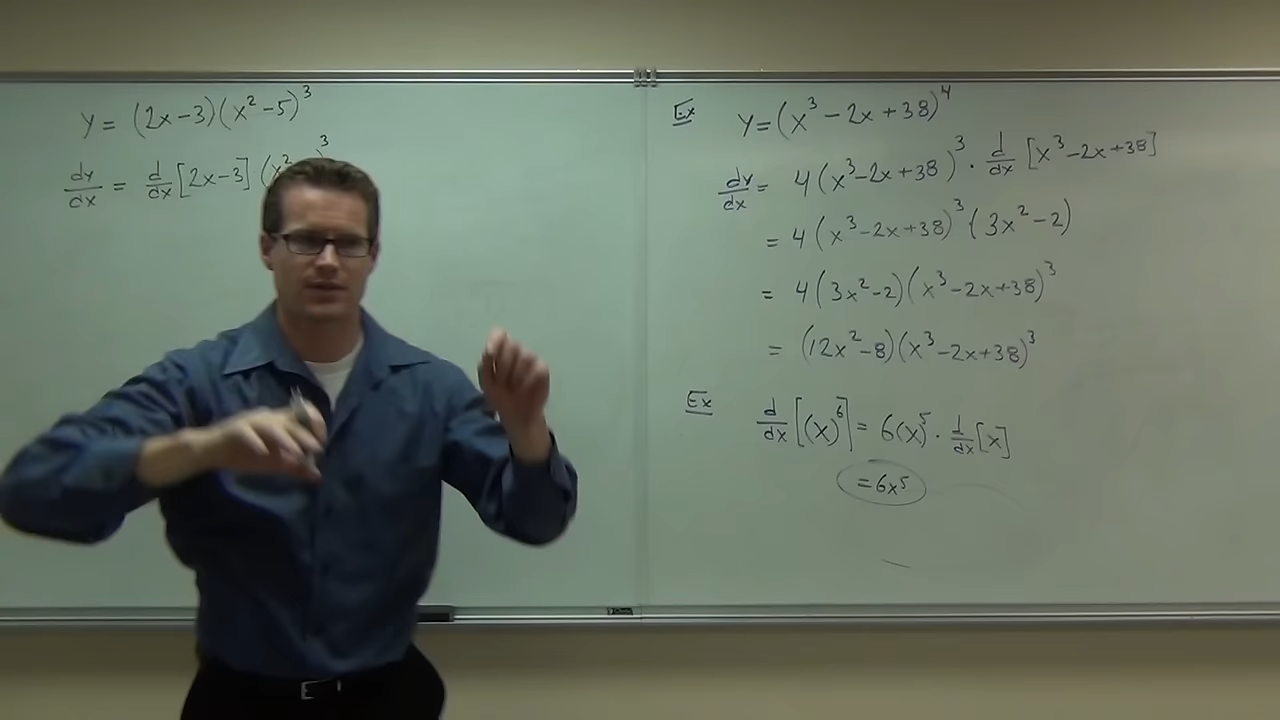 y = (2x-3)(x²-5)³
dy/dx = d/dx[2x-3](x² )³
Ex y = (x³-2x+38)⁴
dy/dx = 4(x³-2x+38)³ · d/dx[x³-2x+38]
= 4(x³-2x+38)³(3x²-2)
= 4(3x²-2)(x³-2x+38)³
= (12x²-8)(x³-2x+38)³
Ex d/dx[(x)⁶] = 6(x)⁵ · d/dx[x]
= 6x⁵